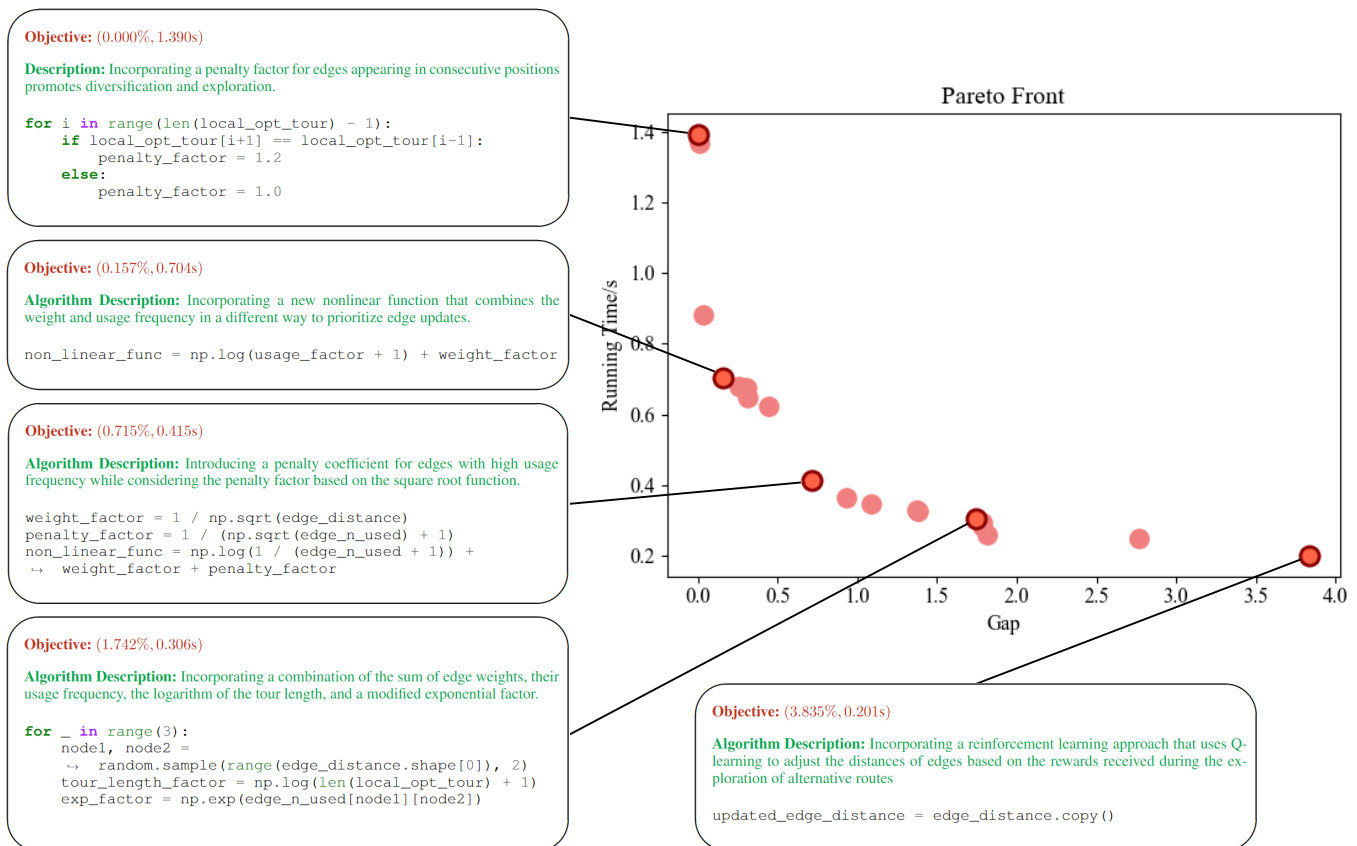 Objective: (0.000%, 1.390s)
Description: Incorporating a penalty factor for edges appearing in consecutive positions
promotes diversification and exploration.
for i in range(len(local_opt_tour) - 1):
    if local_opt_tour[i+1] == local_opt_tour[i-1]:
        penalty_factor = 1.2
    else:
        penalty_factor = 1.0
Objective: (0.157%, 0.704s)
Algorithm Description: Incorporating a new nonlinear function that combines the
weight and usage frequency in a different way to prioritize edge updates.
non_linear_func = np.log(usage_factor + 1) + weight_factor
Objective: (0.715%, 0.415s)
Algorithm Description: Introducing a penalty coefficient for edges with high usage
frequency while considering the penalty factor based on the square root function.
weight_factor = 1 / np.sqrt(edge_distance)
penalty_factor = 1 / (np.sqrt(edge_n_used) + 1)
non_linear_func = np.log(1 / (edge_n_used + 1)) +
↪ weight_factor + penalty_factor
Objective: (1.742%, 0.306s)
Algorithm Description: Incorporating a combination of the sum of edge weights, their
usage frequency, the logarithm of the tour length, and a modified exponential factor.
for _ in range(3):
    node1, node2 =
    ↪ random.sample(range(edge_distance.shape[0]), 2)
    tour_length_factor = np.log(len(local_opt_tour) + 1)
    exp_factor = np.exp(edge_n_used[node1][node2])
Pareto Front
Running Time/s
1.4
1.2
1.0
0.8
0.6
0.4
0.2
0.0 0.5 1.0 1.5 2.0 2.5 3.0 3.5 4.0
Gap
Objective: (3.835%, 0.201s)
Algorithm Description: Incorporating a reinforcement learning approach that uses Q-
learning to adjust the distances of edges based on the rewards received during the ex-
ploration of alternative routes
updated_edge_distance = edge_distance.copy()